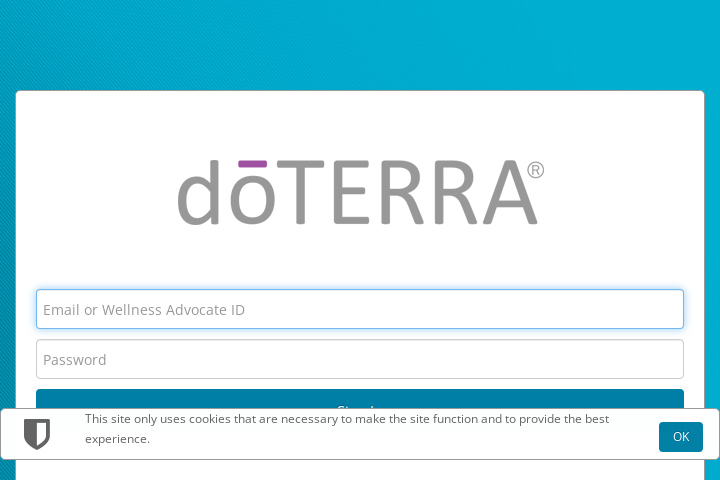 dōTERRA®
Email or Wellness Advocate ID
Password
This site only uses cookies that are necessary to make the site function and to provide the best
experience.
OK